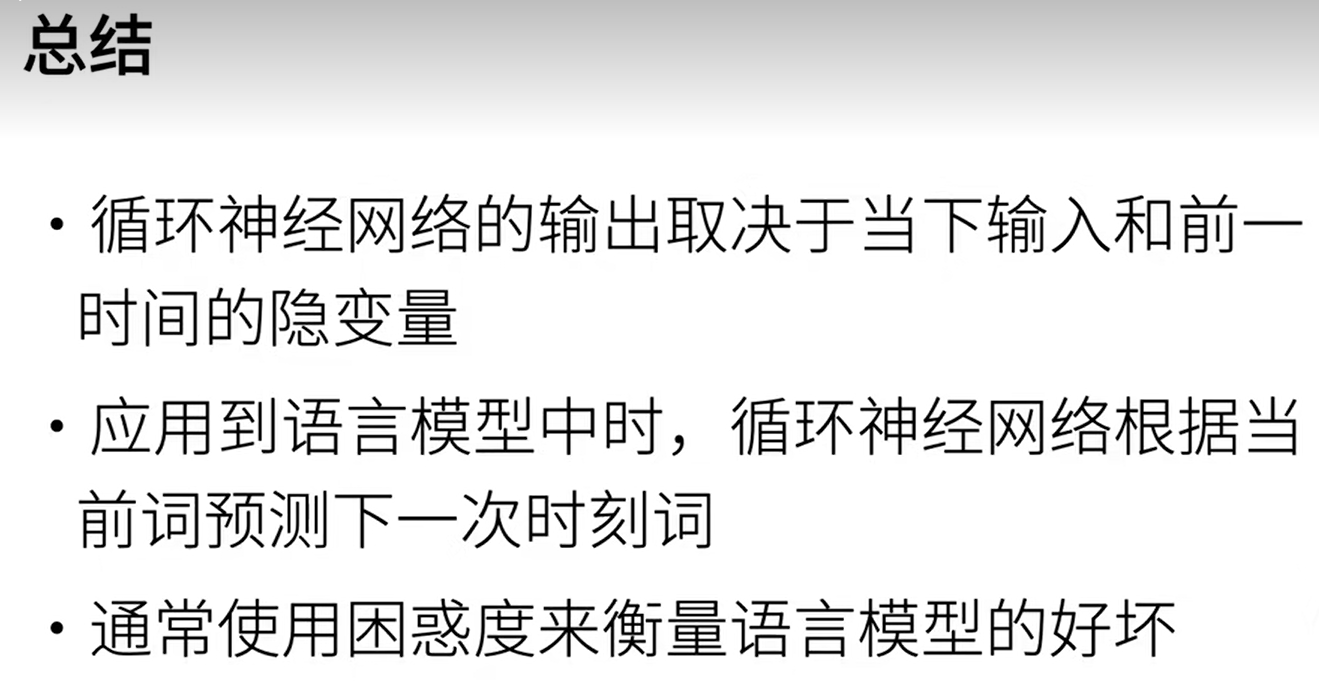 总结
• 循环神经网络的输出取决于当下输入和前一
时间的隐变量
• 应用到语言模型中时，循环神经网络根据当
前词预测下一次时刻词
• 通常使用困惑度来衡量语言模型的好坏